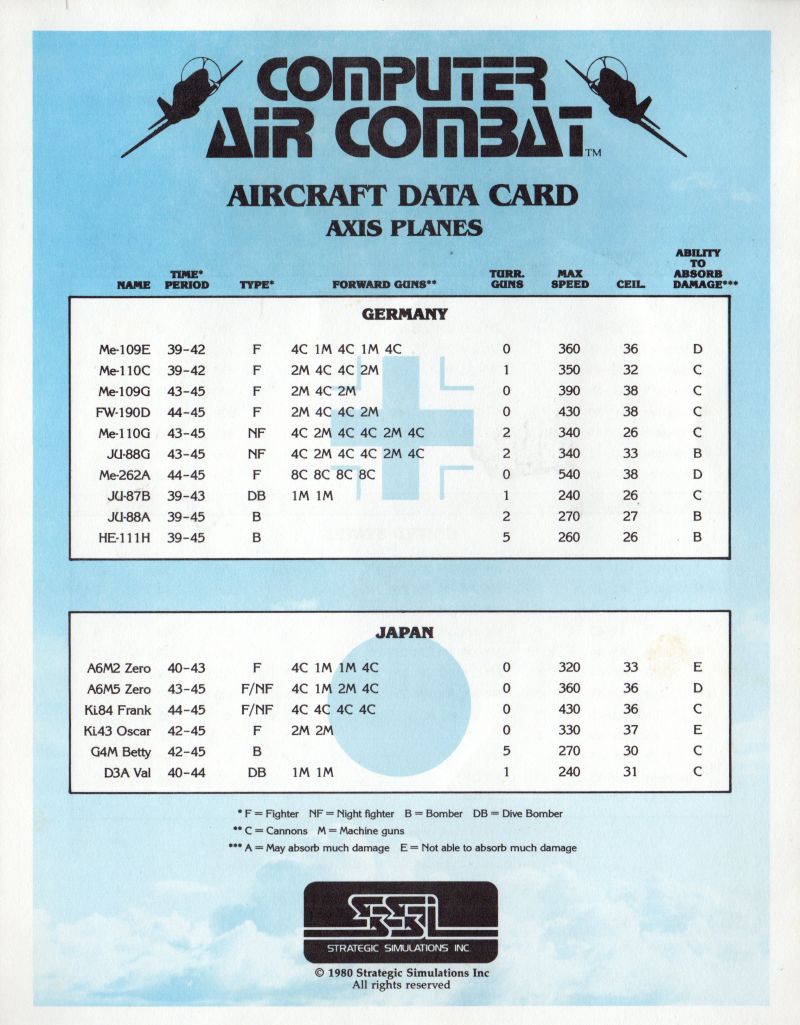 COMPUTER
AIR COMBAT™
AIRCRAFT DATA CARD
AXIS PLANES
NAME TIME* PERIOD TYPE* FORWARD GUNS** TURR. GUNS MAX SPEED CEIL. ABILITY TO ABSORB DAMAGE***
GERMANY
Me-109E 39-42 F 4C 1M 4C 1M 4C 0 360 36 D
Me-110C 39-42 F 2M 4C 4C 2M 1 350 32 C
Me-109G 43-45 F 2M 4C 2M 0 390 38 C
FW-190D 44-45 F 2M 4C 4C 2M 0 430 38 C
Me-110G 43-45 NF 4C 2M 4C 4C 2M 4C 2 340 26 C
JU-88G 43-45 NF 4C 2M 4C 4C 2M 4C 2 340 33 B
Me-262A 44-45 F 8C 8C 8C 8C 0 540 38 D
JU-87B 39-43 DB 1M 1M 1 240 26 C
JU-88A 39-45 B 2 270 27 B
HE-111H 39-45 B 5 260 26 B
JAPAN
A6M2 Zero 40-43 F 4C 1M 1M 4C 0 320 33 E
A6M5 Zero 43-45 F/NF 4C 1M 2M 4C 0 360 36 D
Ki.84 Frank 44-45 F/NF 4C 4C 4C 4C 0 430 36 C
Ki.43 Oscar 42-45 F 2M 2M 0 330 37 E
G4M Betty 42-45 B 5 270 30 C
D3A Val 40-44 DB 1M 1M 1 240 31 C
* F = Fighter NF = Night fighter B = Bomber DB = Dive Bomber
** C = Cannons M = Machine guns
*** A = May absorb much damage E = Not able to absorb much damage
SSI
STRATEGIC SIMULATIONS INC
© 1980 Strategic Simulations Inc
All rights reserved